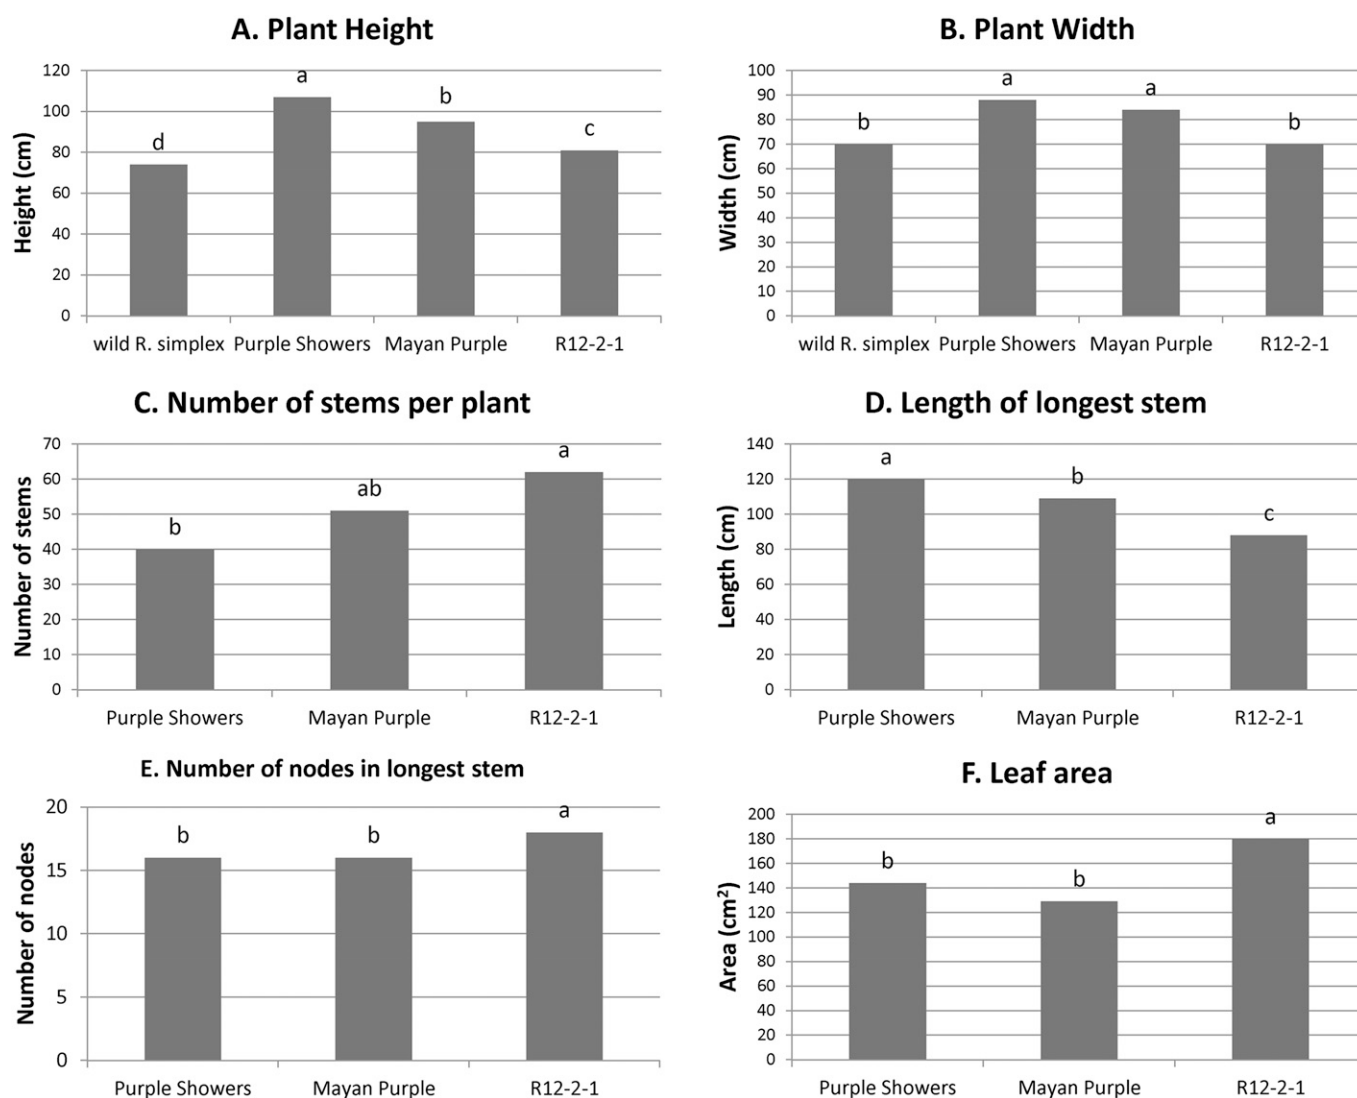 A. Plant Height
Height (cm)
120
100
80
60
40
20
0
d
a
b
c
wild R. simplex Purple Showers Mayan Purple R12-2-1
B. Plant Width
Width (cm)
100
90
80
70
60
50
40
30
20
10
0
b
a
a
b
wild R. simplex Purple Showers Mayan Purple R12-2-1
C. Number of stems per plant
Number of stems
70
60
50
40
30
20
10
0
b
ab
a
Purple Showers Mayan Purple R12-2-1
D. Length of longest stem
Length (cm)
140
120
100
80
60
40
20
0
a
b
c
Purple Showers Mayan Purple R12-2-1
E. Number of nodes in longest stem
Number of nodes
20
15
10
5
0
b
b
a
Purple Showers Mayan Purple R12-2-1
F. Leaf area
Area (cm²)
200
180
160
140
120
100
80
60
40
20
0
b
b
a
Purple Showers Mayan Purple R12-2-1